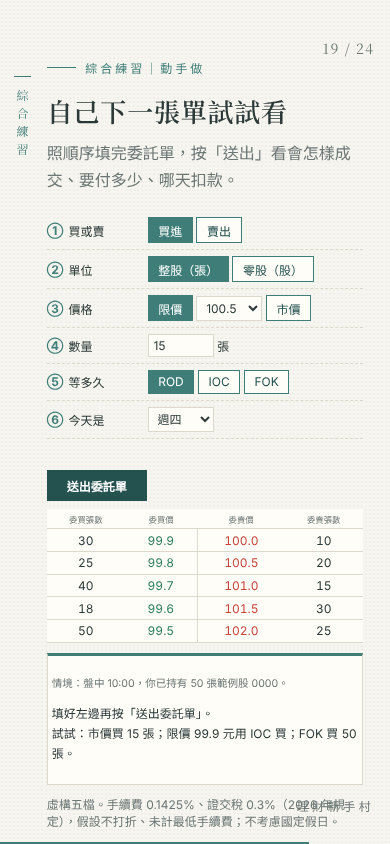 19 / 24
綜合練習｜動手做
綜合練習
自己下一張單試試看
照順序填完委託單，按「送出」看會怎樣成
交、要付多少、哪天扣款。
① 買或賣 買進 賣出
② 單位 整股（張） 零股（股）
③ 價格 限價 100.5 市價
④ 數量 15 張
⑤ 等多久 ROD IOC FOK
⑥ 今天是 週四
送出委託單
委買張數 委買價 委賣價 委賣張數
30 99.9 100.0 10
25 99.8 100.5 20
40 99.7 101.0 15
18 99.6 101.5 30
50 99.5 102.0 25
情境：盤中 10:00，你已持有 50 張範例股 0000。
填好左邊再按「送出委託單」。
試試：市價買 15 張；限價 99.9 元用 IOC 買；FOK 買 50
張。
虛構五檔。手續費 0.1425%、證交稅 0.3%（2026 年規
定），假設不打折、未計最低手續費；不考慮國定假日。
理財新手村